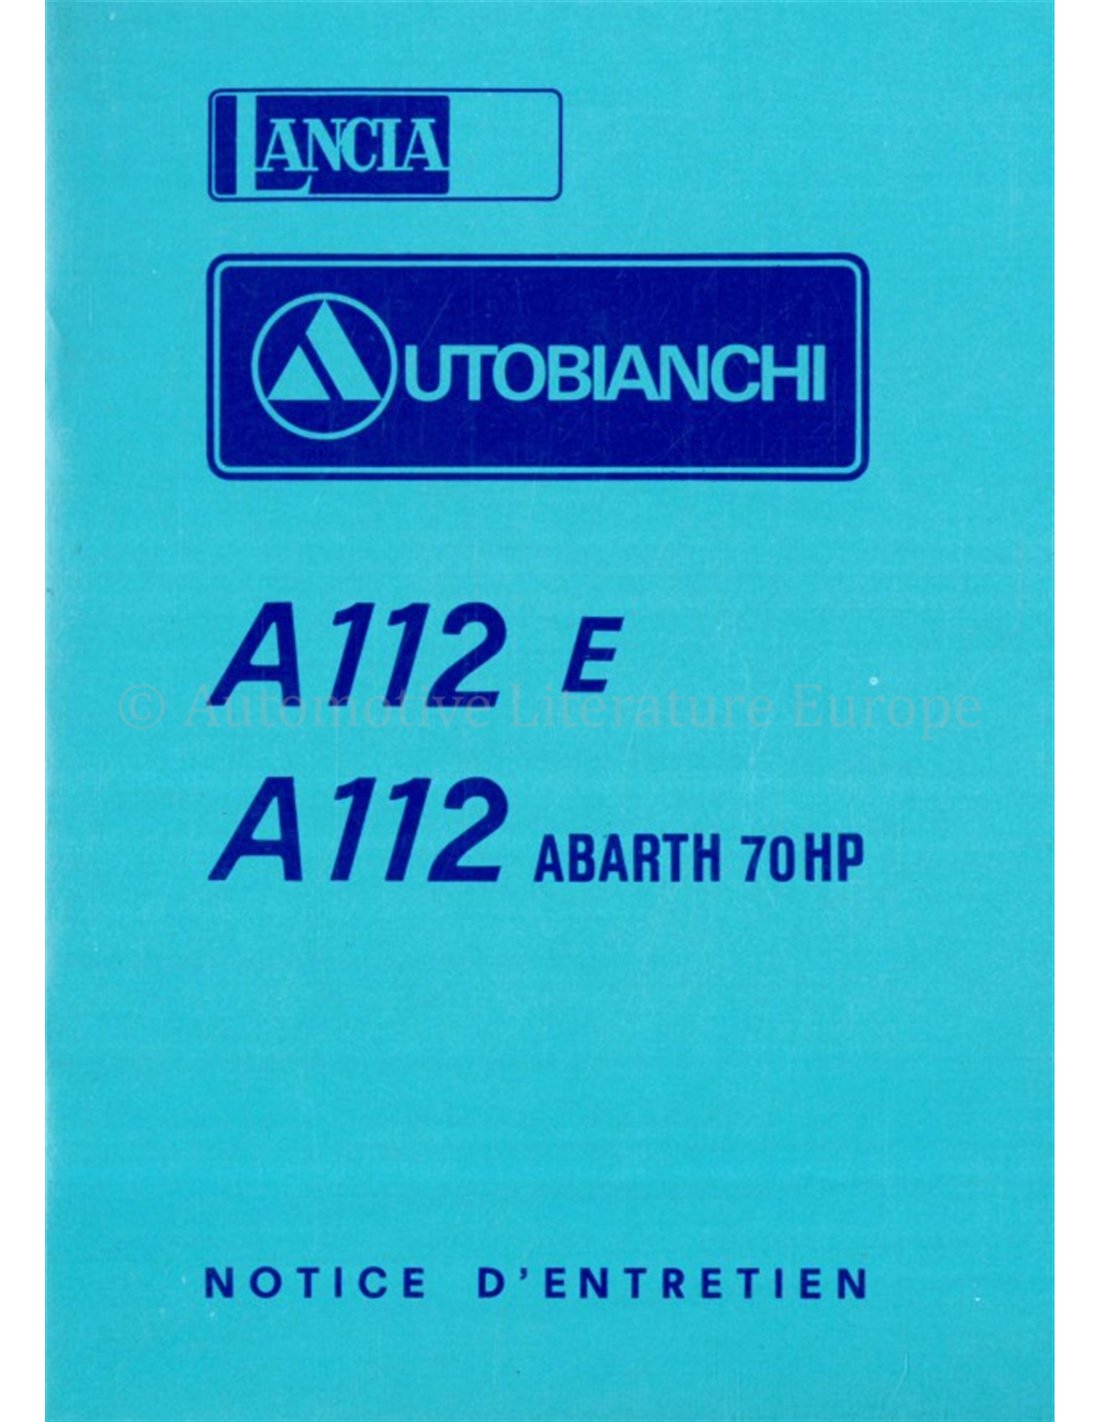 LANCIA
AUTOBIANCHI
A112 E
© Automotive Literature Europe
A112 ABARTH 70HP
NOTICE D'ENTRETIEN